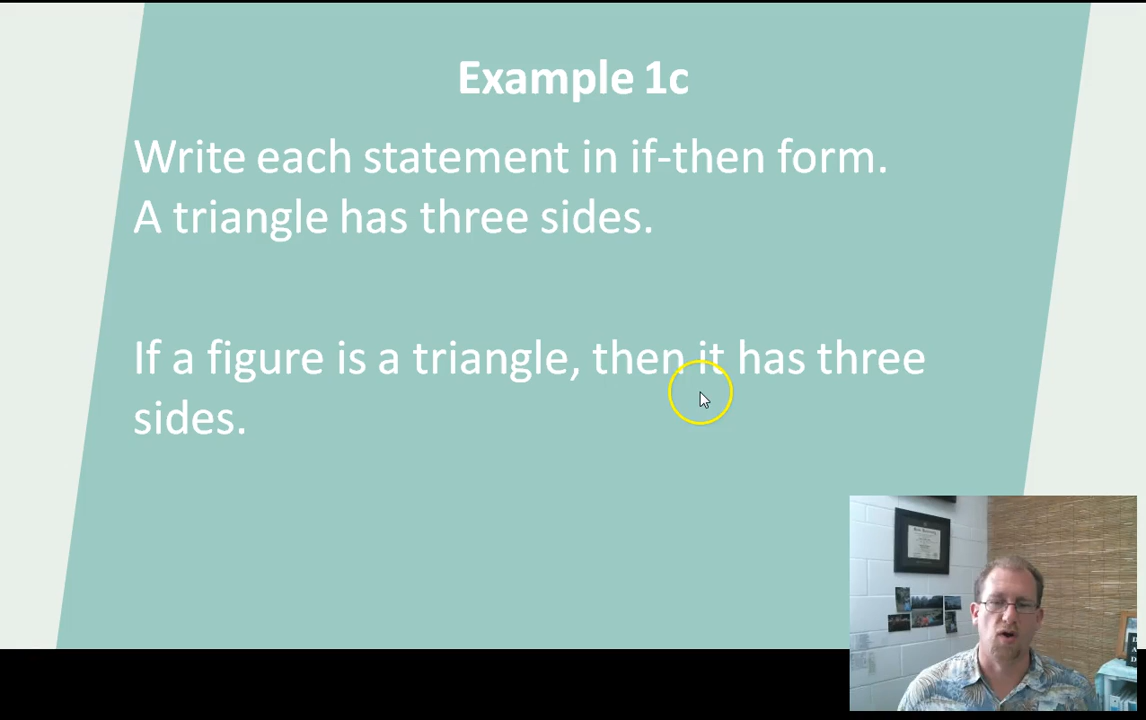 Example 1c
Write each statement in if-then form.
A triangle has three sides.
If a figure is a triangle, then it has three
sides.